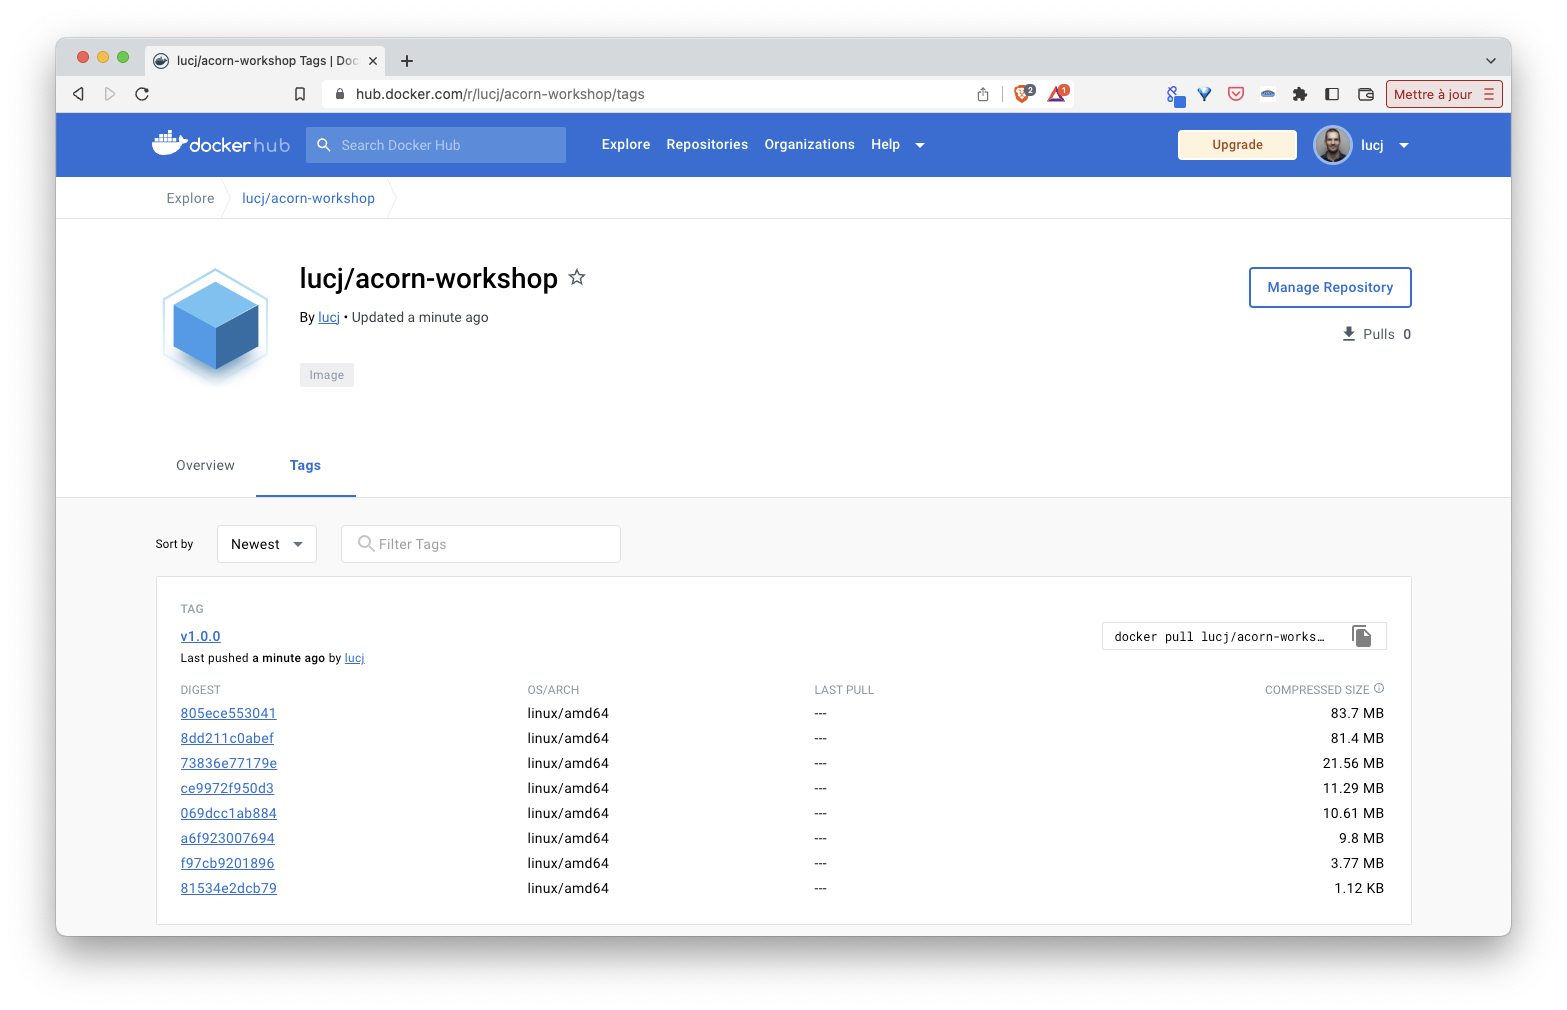 lucj/acorn-workshop Tags | Doc
hub.docker.com/r/lucj/acorn-workshop/tags
2
1
Mettre à jour
dockerhub
Search Docker Hub
Explore
Repositories
Organizations
Help
Upgrade
lucj
Explore
lucj/acorn-workshop
lucj/acorn-workshop
By lucj • Updated a minute ago
Manage Repository
Pulls 0
Image
Overview
Tags
Sort by
Newest
Filter Tags
TAG
v1.0.0
Last pushed a minute ago by lucj
docker pull lucj/acorn-works…
DIGEST OS/ARCH LAST PULL COMPRESSED SIZE
805ece553041 linux/amd64 --- 83.7 MB
8dd211c0abef linux/amd64 --- 81.4 MB
73836e77179e linux/amd64 --- 21.56 MB
ce9972f950d3 linux/amd64 --- 11.29 MB
069dcc1ab884 linux/amd64 --- 10.61 MB
a6f923007694 linux/amd64 --- 9.8 MB
f97cb9201896 linux/amd64 --- 3.77 MB
81534e2dcb79 linux/amd64 --- 1.12 KB